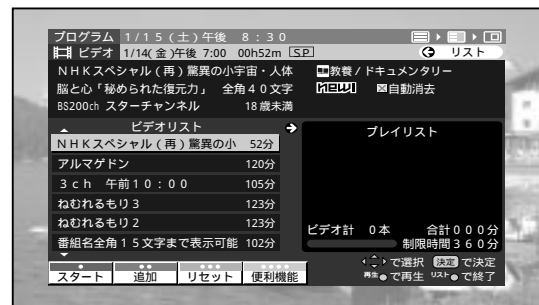 プログラム 1/15(土)午後 8:30
ビデオ 1/14(金)午後 7:00 00h52m SP リスト
NHKスペシャル(再)驚異の小宇宙・人体 教養/ドキュメンタリー
脳と心「秘められた復元力」 全角40文字 NEW! 自動消去
BS200ch スターチャンネル 18歳未満
ビデオリスト
プレイリスト
NHKスペシャル(再)驚異の小 52分
アルマゲドン 120分
3ch 午前10:00 105分
ねむれるもり3 123分
ねむれるもり2 123分
番組名全角15文字まで表示可能 102分
ビデオ計 0本 合計000分
制限時間360分
で選択 決定 で決定
スタート 追加 リセット 便利機能
再生●で再生 リスト●で終了